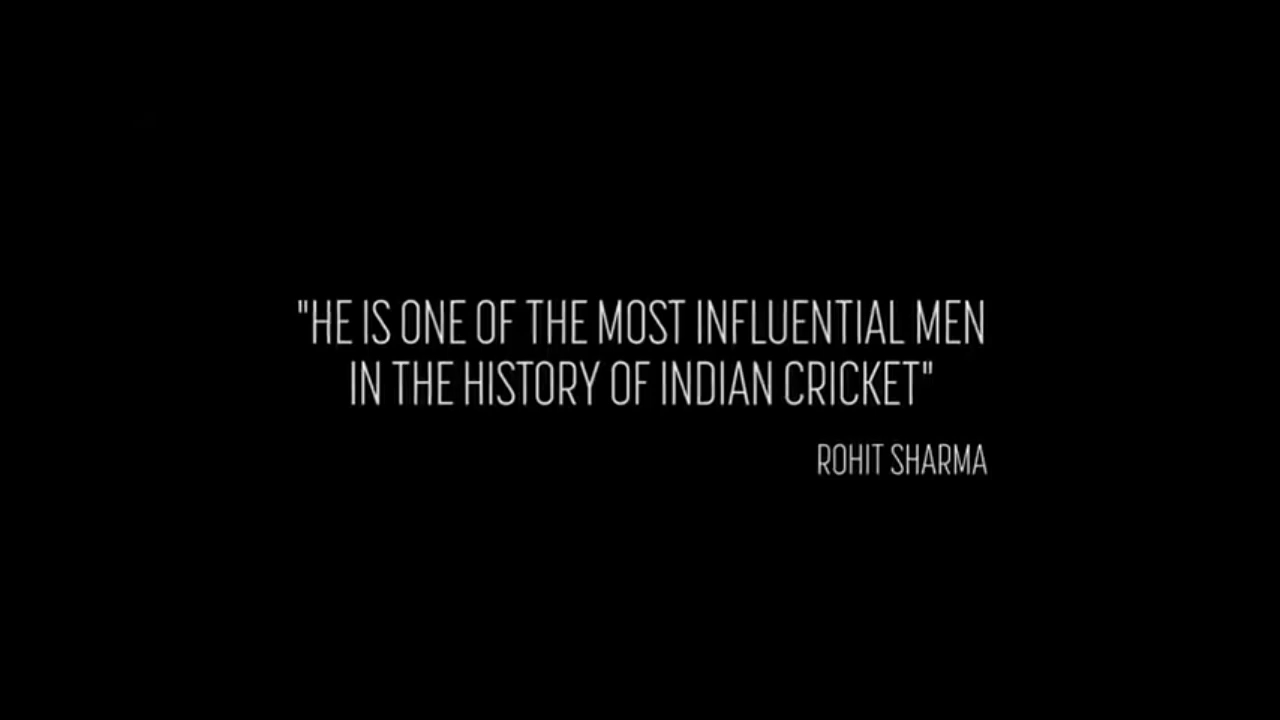 "HE IS ONE OF THE MOST INFLUENTIAL MEN
IN THE HISTORY OF INDIAN CRICKET"
ROHIT SHARMA